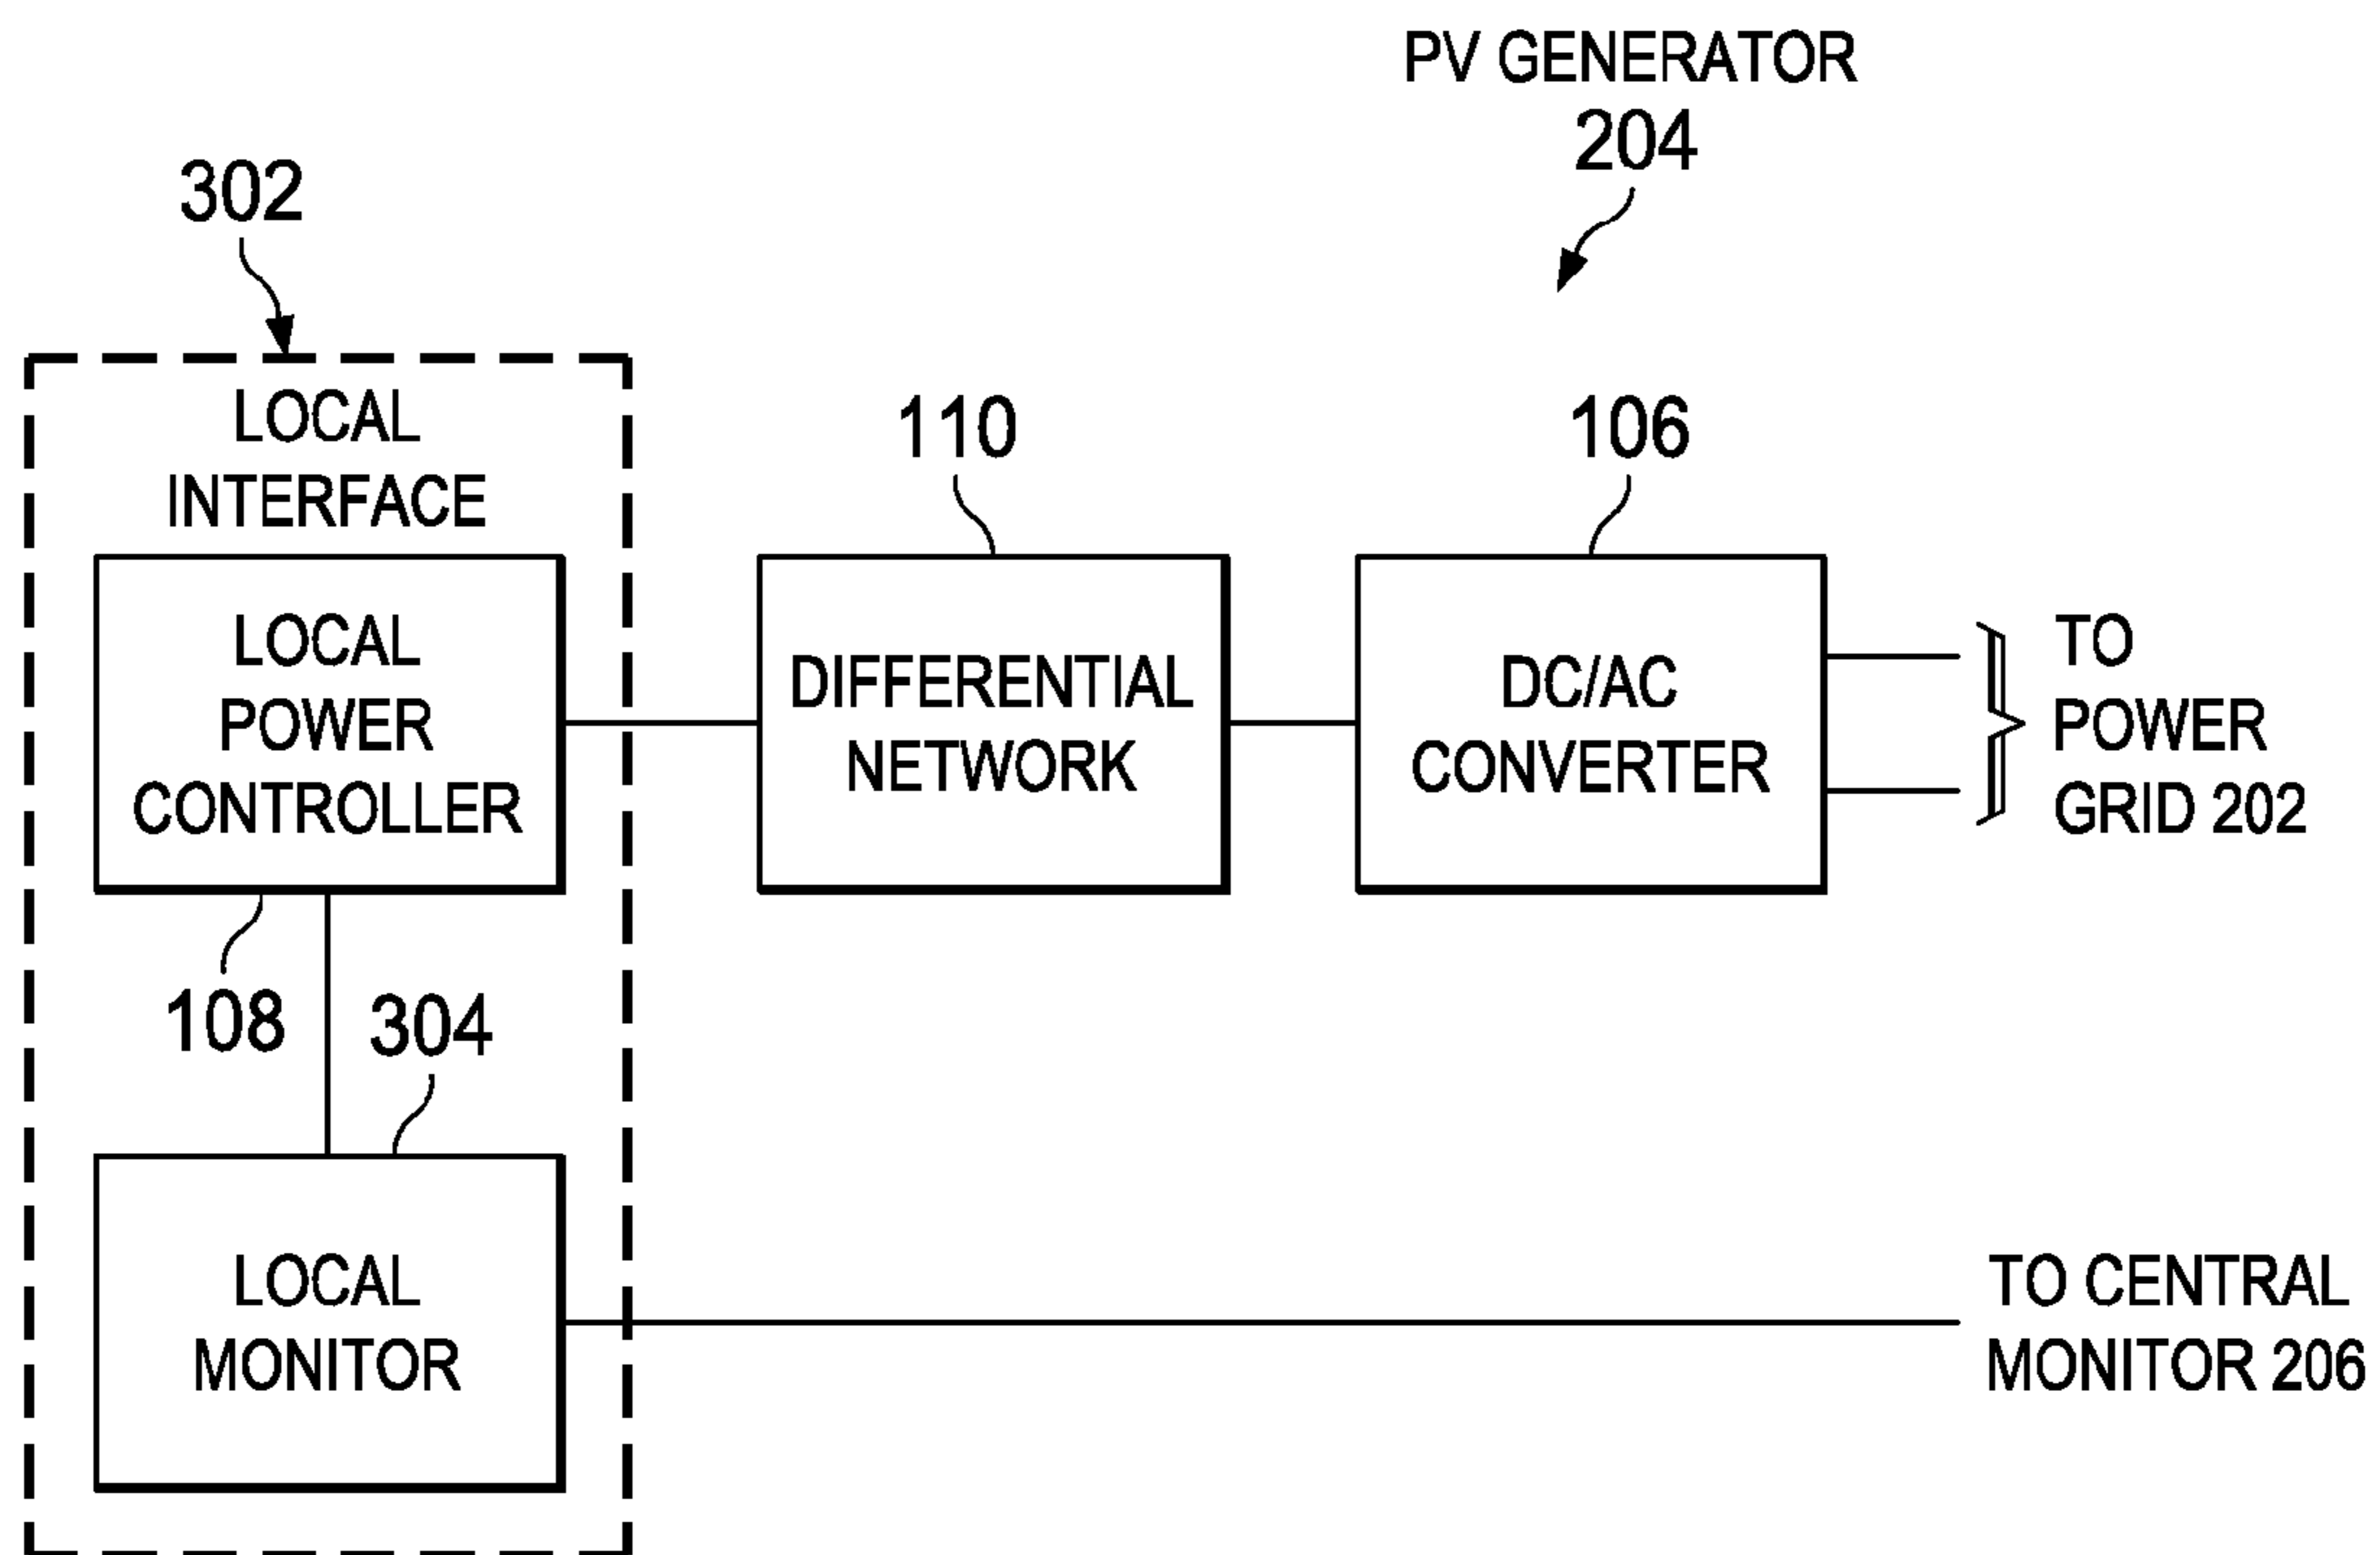 PV GENERATOR
204
302
LOCAL
INTERFACE
110
106
LOCAL
POWER
CONTROLLER
DIFFERENTIAL
NETWORK
DC/AC
CONVERTER
TO
POWER
GRID 202
108
304
LOCAL
MONITOR
TO CENTRAL
MONITOR 206